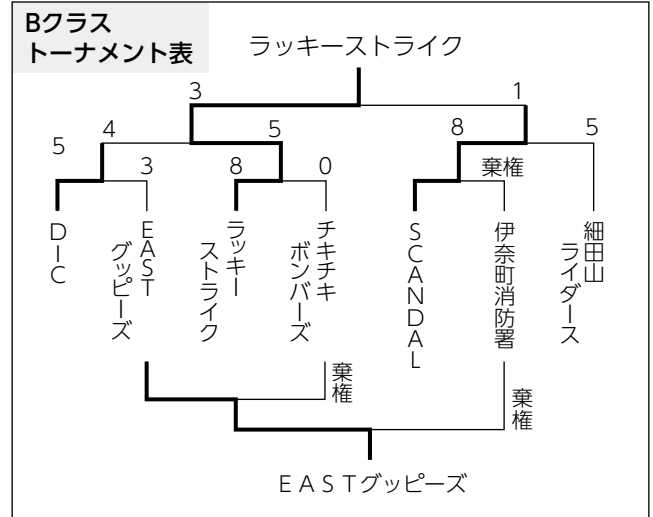 Bクラス
トーナメント表
ラッキーストライク
3
1
5
4
5
8
5
3
8
0
棄権
DIC
EAST
グッピーズ
ラッキー
ストライク
チキチキ
ボンバーズ
SCANDAL
伊奈町消防署
細田山
ライダース
棄権
棄権
EASTグッピーズ